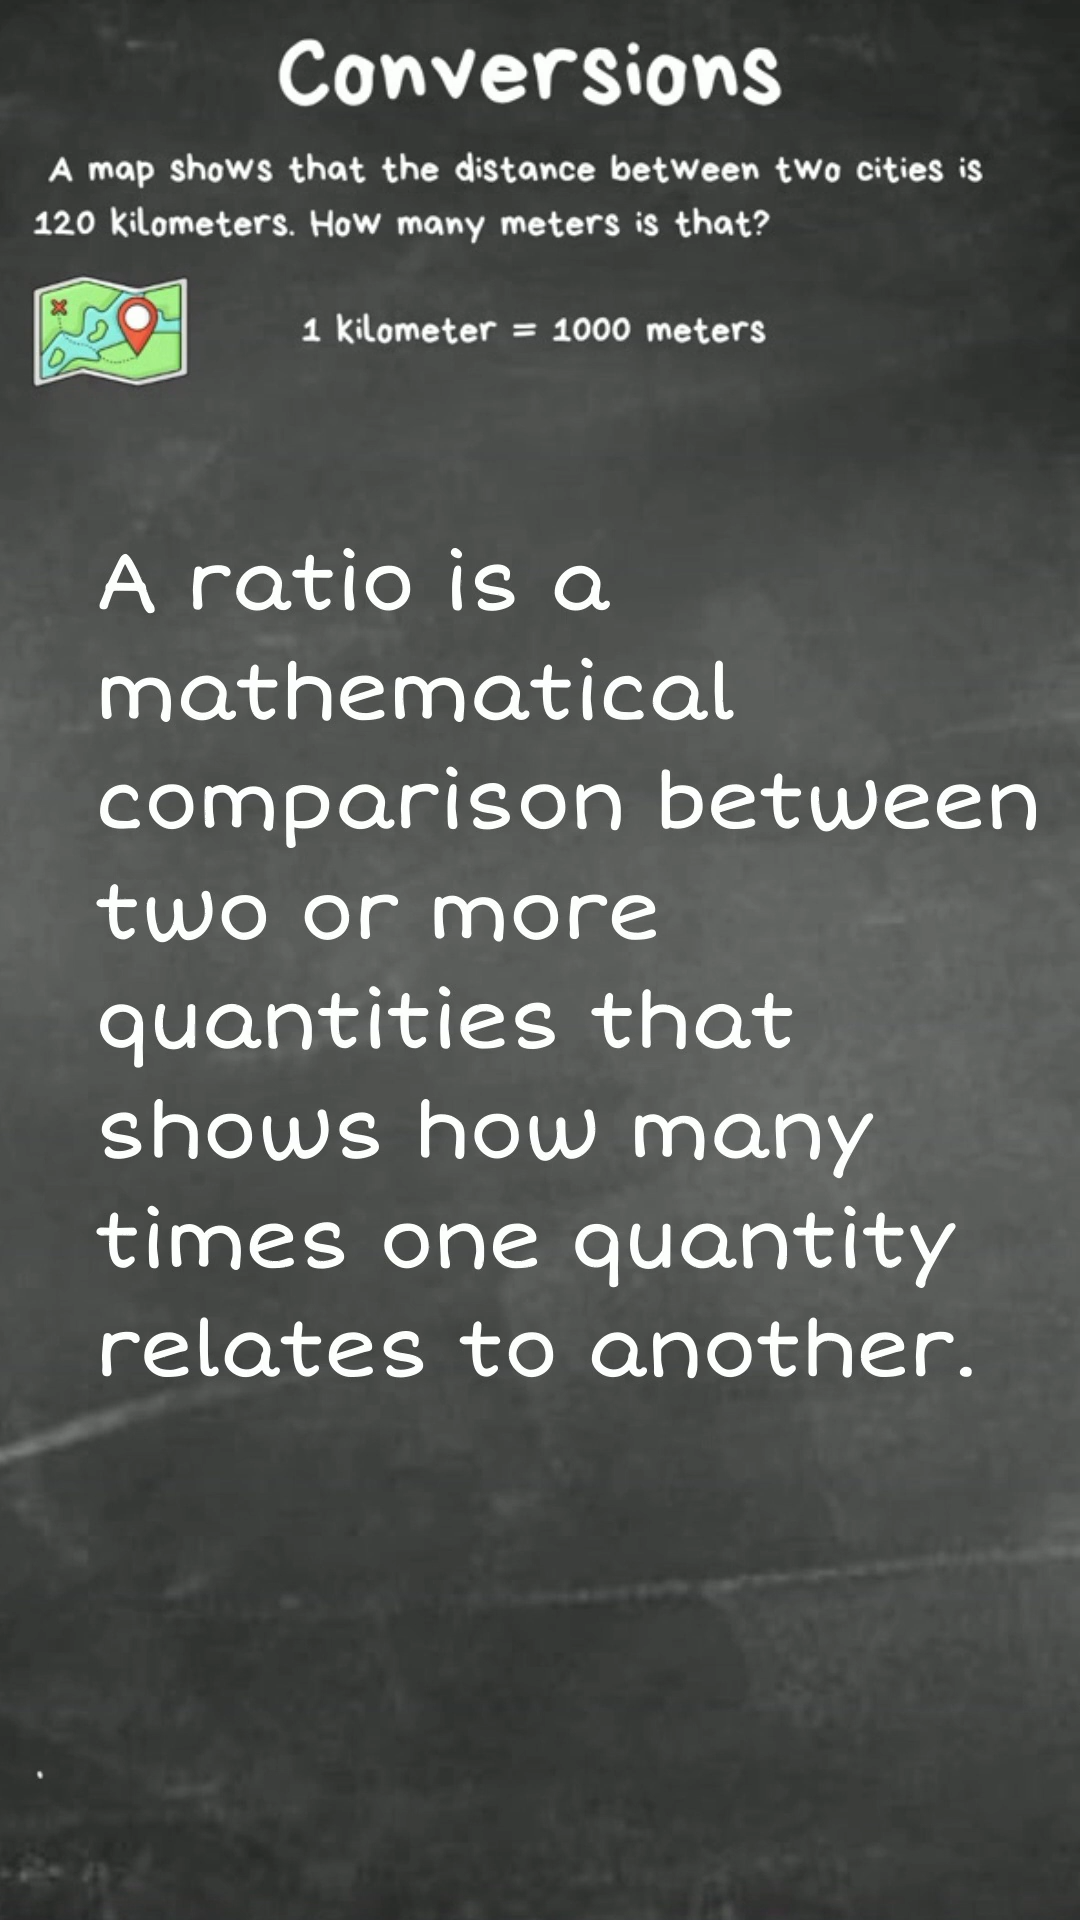 Conversions
A map shows that the distance between two cities is
120 kilometers. How many meters is that?
1 kilometer = 1000 meters
A ratio is a
mathematical
comparison between
two or more
quantities that
shows how many
times one quantity
relates to another.